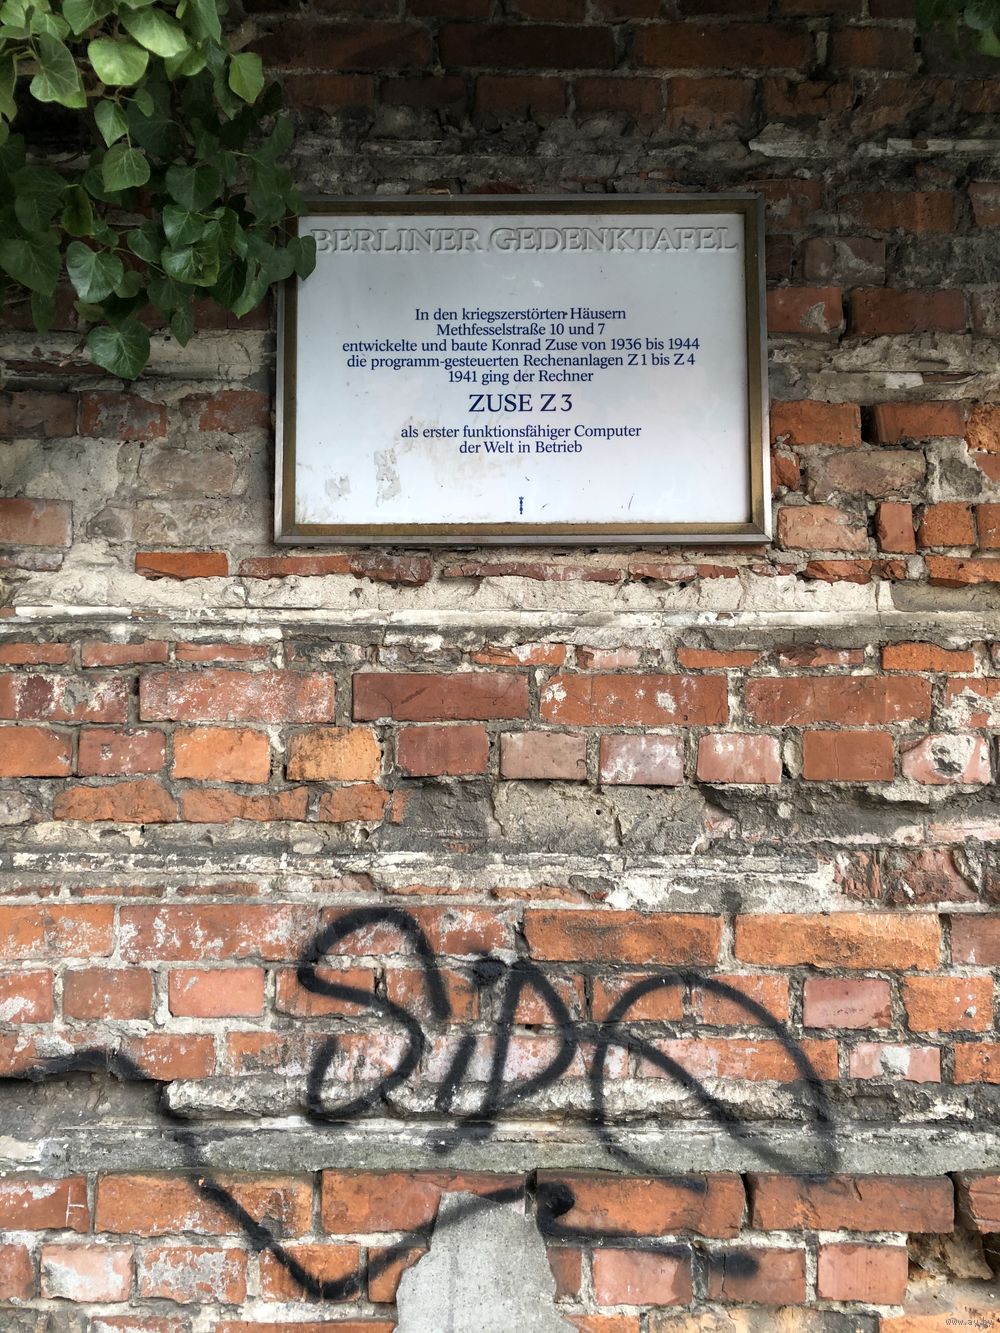 BERLINER GEDENKTAFEL
In den kriegszerstörten Häusern
Methfesselstraße 10 und 7
entwickelte und baute Konrad Zuse von 1936 bis 1944
die programm-gesteuerten Rechenanlagen Z 1 bis Z 4
1941 ging der Rechner
ZUSE Z 3
als erster funktionsfähiger Computer
der Welt in Betrieb
SiDO